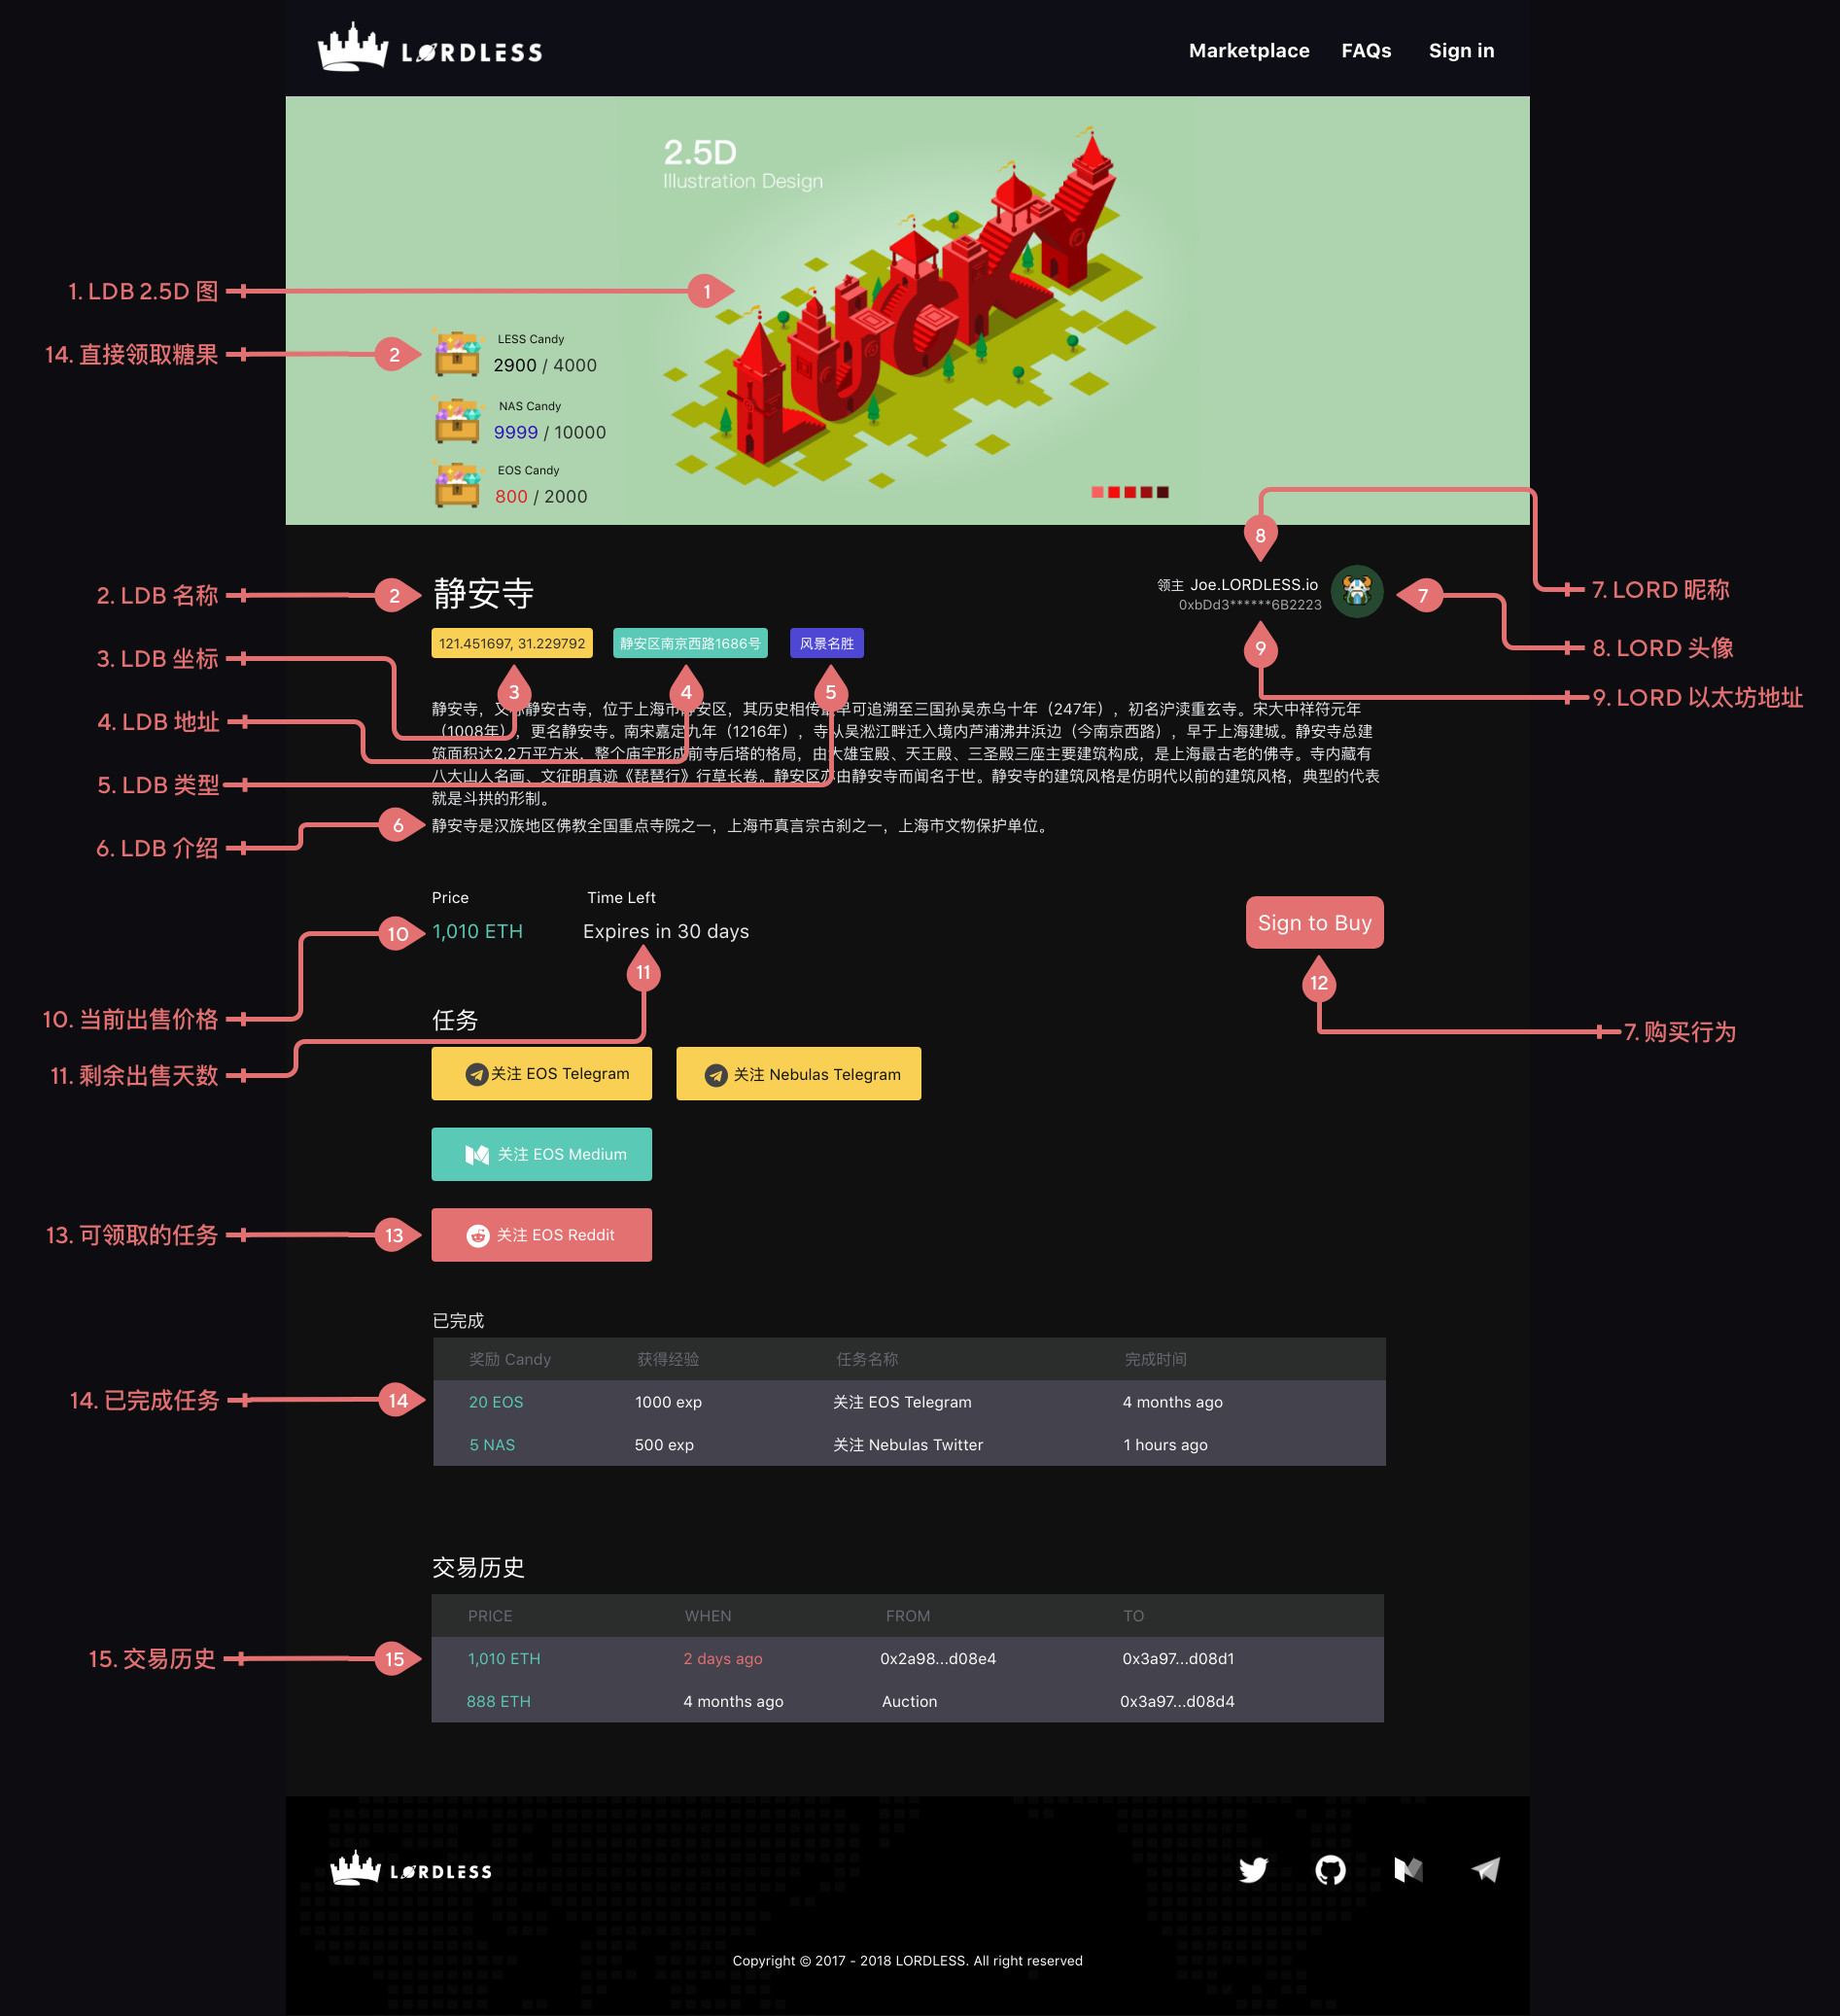 LORDLESS
Marketplace FAQs Sign in
2.5D
Illustration Design
1. LDB 2.5D 图
1
14. 直接领取糖果
2
LESS Candy
2900 / 4000
NAS Candy
9999 / 10000
EOS Candy
800 / 2000
8
2. LDB 名称
2
静安寺
领主 Joe.LORDLESS.io
0xbDd3******6B2223
7
7. LORD 昵称
8. LORD 头像
9
9. LORD 以太坊地址
3. LDB 坐标
121.451697, 31.229792
静安区南京西路1686号
风景名胜
3
4
5
4. LDB 地址
5. LDB 类型
静安寺，又称静安古寺，位于上海市静安区，其历史相传最早可追溯至三国孙吴赤乌十年（247年），初名沪渎重玄寺。宋大中祥符元年
（1008年），更名静安寺。南宋嘉定九年（1216年），寺从吴淞江畔迁入境内芦浦沸井浜边（今南京西路），早于上海建城。静安寺总建
筑面积达2.2万平方米，整个庙宇形成前寺后塔的格局，由大雄宝殿、天王殿、三圣殿三座主要建筑构成，是上海最古老的佛寺。寺内藏有
八大山人名画、文征明真迹《琵琶行》行草长卷。静安区亦由静安寺而闻名于世。静安寺的建筑风格是仿明代以前的建筑风格，典型的代表
就是斗拱的形制。
6. LDB 介绍
6
静安寺是汉族地区佛教全国重点寺院之一，上海市真言宗古刹之一，上海市文物保护单位。
Price
Time Left
10
1,010 ETH
Expires in 30 days
Sign to Buy
11
12
10. 当前出售价格
7. 购买行为
11. 剩余出售天数
任务
关注 EOS Telegram
关注 Nebulas Telegram
关注 EOS Medium
13. 可领取的任务
13
关注 EOS Reddit
已完成
奖励 Candy 获得经验 任务名称 完成时间
14. 已完成任务
14
20 EOS 1000 exp 关注 EOS Telegram 4 months ago
5 NAS 500 exp 关注 Nebulas Twitter 1 hours ago
交易历史
PRICE WHEN FROM TO
15. 交易历史
15
1,010 ETH 2 days ago 0x2a98...d08e4 0x3a97...d08d1
888 ETH 4 months ago Auction 0x3a97...d08d4
LORDLESS
Copyright © 2017 - 2018 LORDLESS. All right reserved